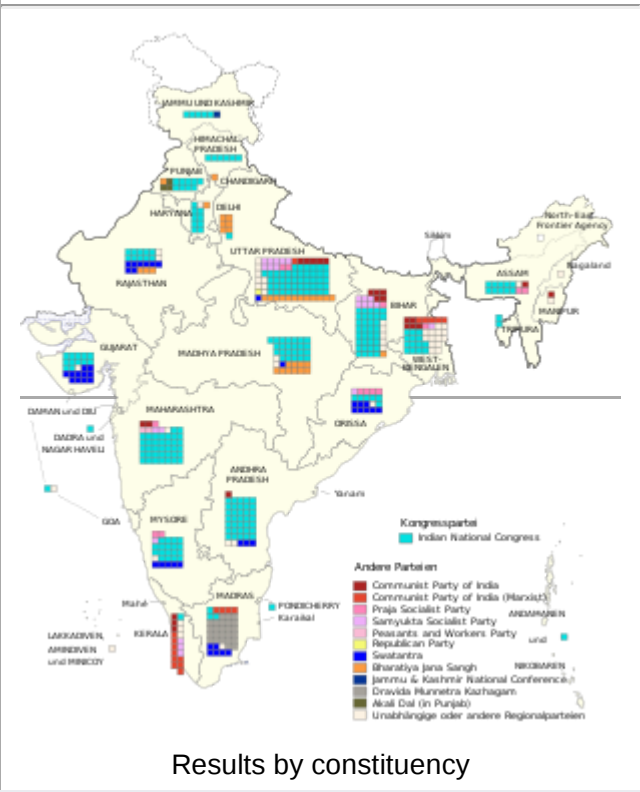 JAMMU UND KASHMIR
HIMACHAL
PRADESH
PUNJAB
CHANDIGARH
HARYANA
DELHI
North-East
Frontier Agency
Sikkim
UTTAR PRADESH
Nagaland
ASSAM
RAJASTHAN
BIHAR
MANIPUR
TRIPURA
GUJARAT
MADHYA PRADESH
WEST-
BENGALEN
DAMAN und DIU
MAHARASHTRA
ORISSA
DADRA und
NAGAR HAVELI
ANDHRA
PRADESH
Yanam
GOA
MYSORE
Kongresspartei
Indian National Congress
Andere Parteien
Communist Party of India
Communist Party of India (Marxist)
Praja Socialist Party
Samyukta Socialist Party
Peasants and Workers Party
Republican Party
Swatantra
Bharatiya Jana Sangh
Jammu & Kashmir National Conference
Dravida Munnetra Kazhagam
Akali Dal (in Punjab)
Unabhängige oder andere Regionalparteien
MADRAS
Mahé
PONDICHERRY
Karaikal
ANDAMANEN
und
NIKOBAREN
KERALA
LAKKADIVEN,
AMINDIVEN
und MINICOY
Results by constituency